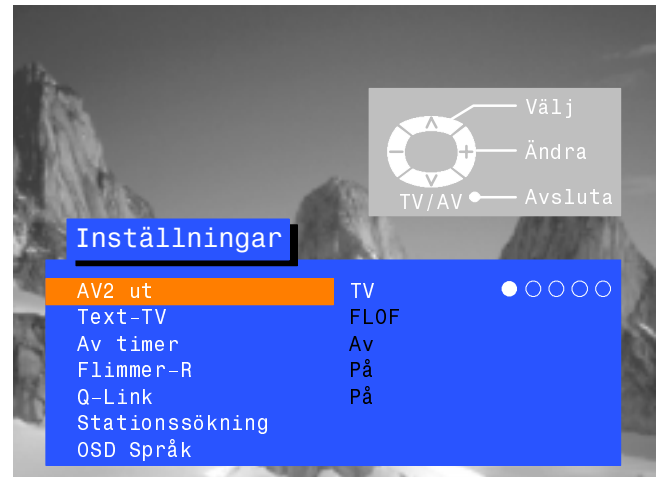 Välj
Ändra
TV/AV Avsluta
Inställningar
AV2 ut TV
Text-TV FLOF
Av timer Av
Flimmer-R På
Q-Link På
Stationssökning
OSD Språk